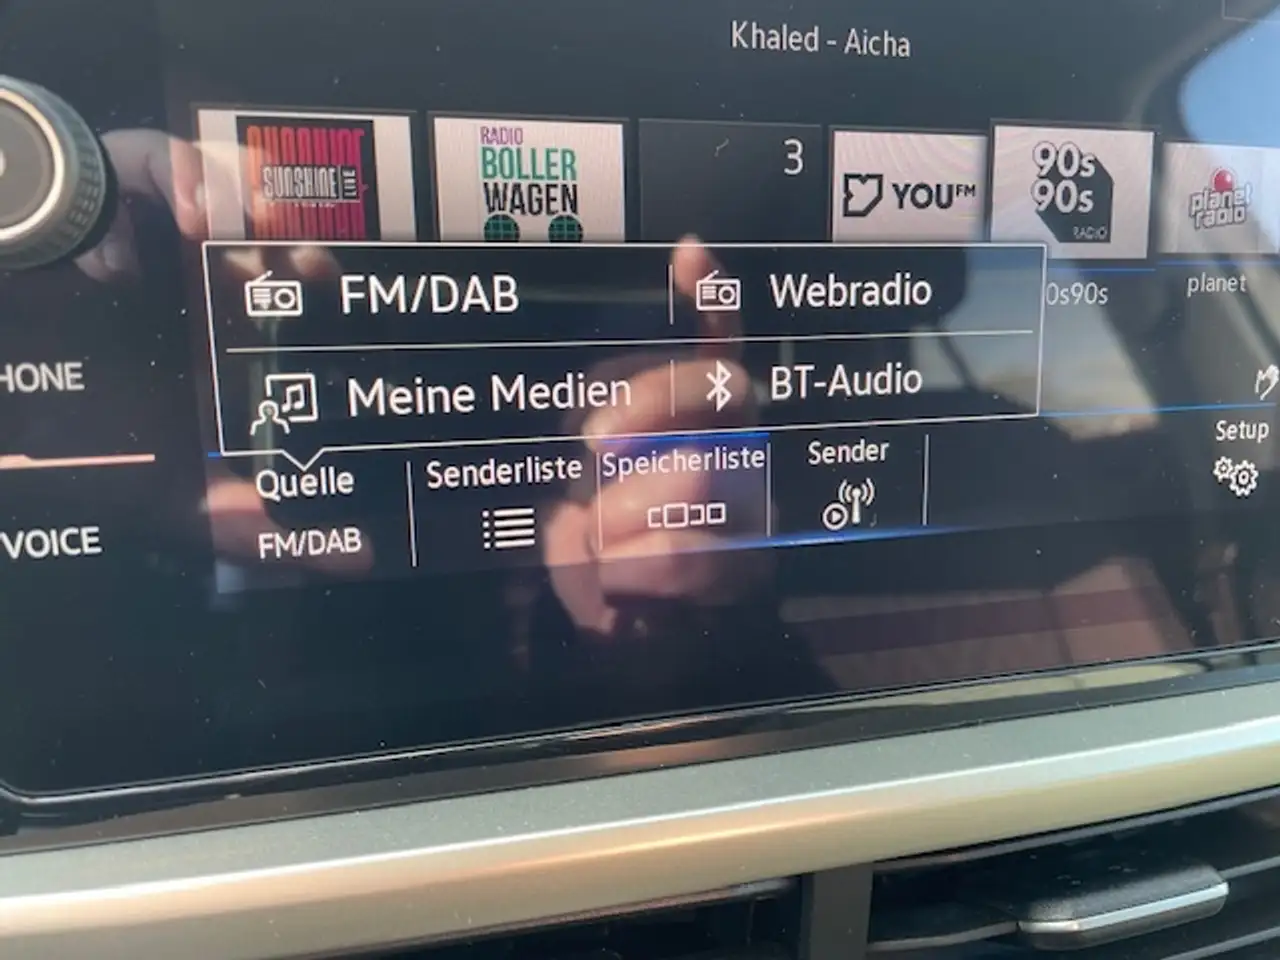 Khaled - Aicha
SUNSHINE LIVE
RADIO
BOLLER
WAGEN
3
YOU FM
90s
90s
RADIO
planet
radio
FM/DAB
Webradio
0s90s
planet
Meine Medien
BT-Audio
HONE
Quelle
Senderliste
Speicherliste
Sender
Setup
VOICE
FM/DAB